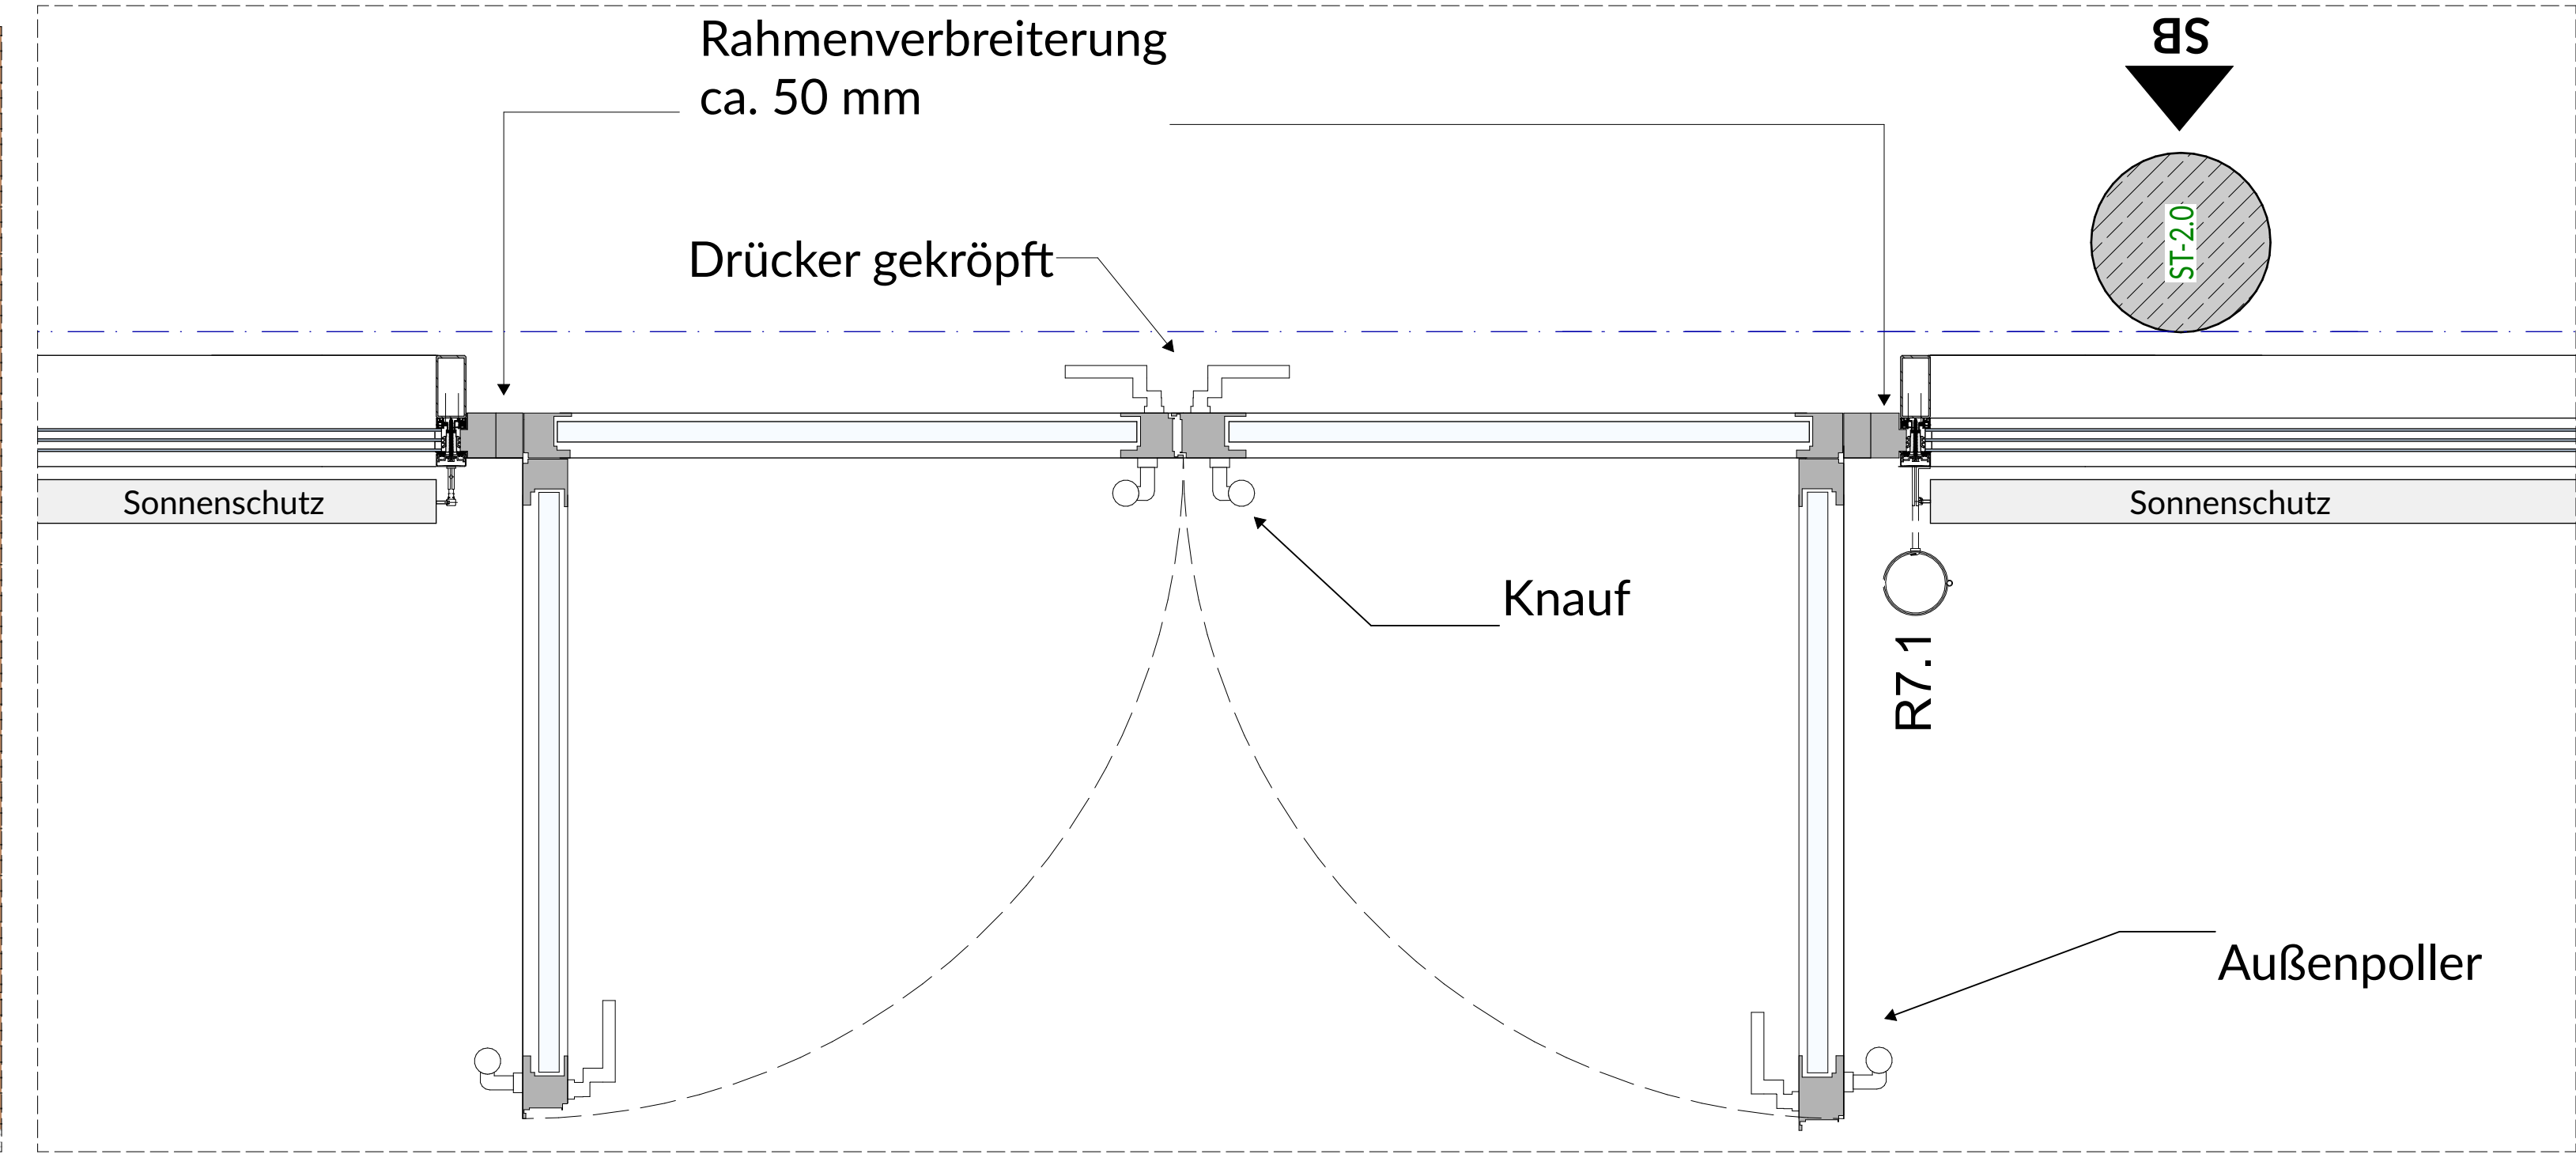 Rahmenverbreiterung
ca. 50 mm
SB
ST-2.0
Drücker gekröpft
Sonnenschutz
Sonnenschutz
Knauf
R7.1
Außenpoller